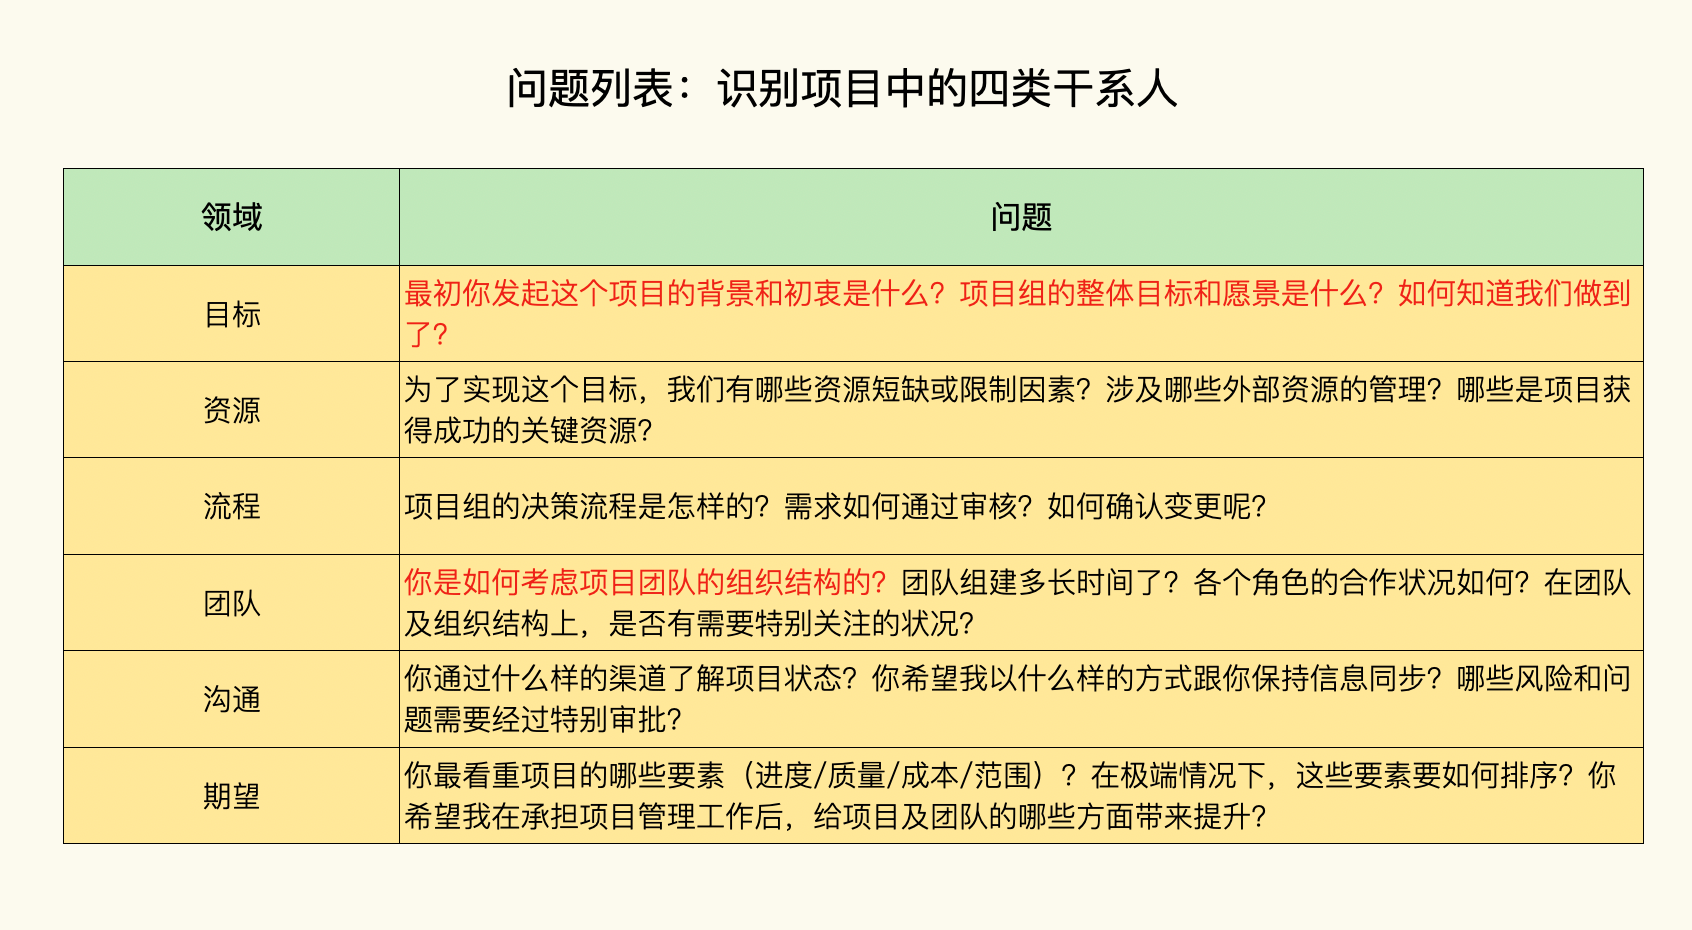 问题列表：识别项目中的四类干系人
领域
问题
目标
最初你发起这个项目的背景和初衷是什么？项目组的整体目标和愿景是什么？如何知道我们做到
了？
资源
为了实现这个目标，我们有哪些资源短缺或限制因素？涉及哪些外部资源的管理？哪些是项目获
得成功的关键资源？
流程
项目组的决策流程是怎样的？需求如何通过审核？如何确认变更呢？
团队
你是如何考虑项目团队的组织结构的？团队组建多长时间了？各个角色的合作状况如何？在团队
及组织结构上，是否有需要特别关注的状况？
沟通
你通过什么样的渠道了解项目状态？你希望我以什么样的方式跟你保持信息同步？哪些风险和问
题需要经过特别审批？
期望
你最看重项目的哪些要素（进度/质量/成本/范围）？在极端情况下，这些要素要如何排序？你
希望我在承担项目管理工作后，给项目及团队的哪些方面带来提升？